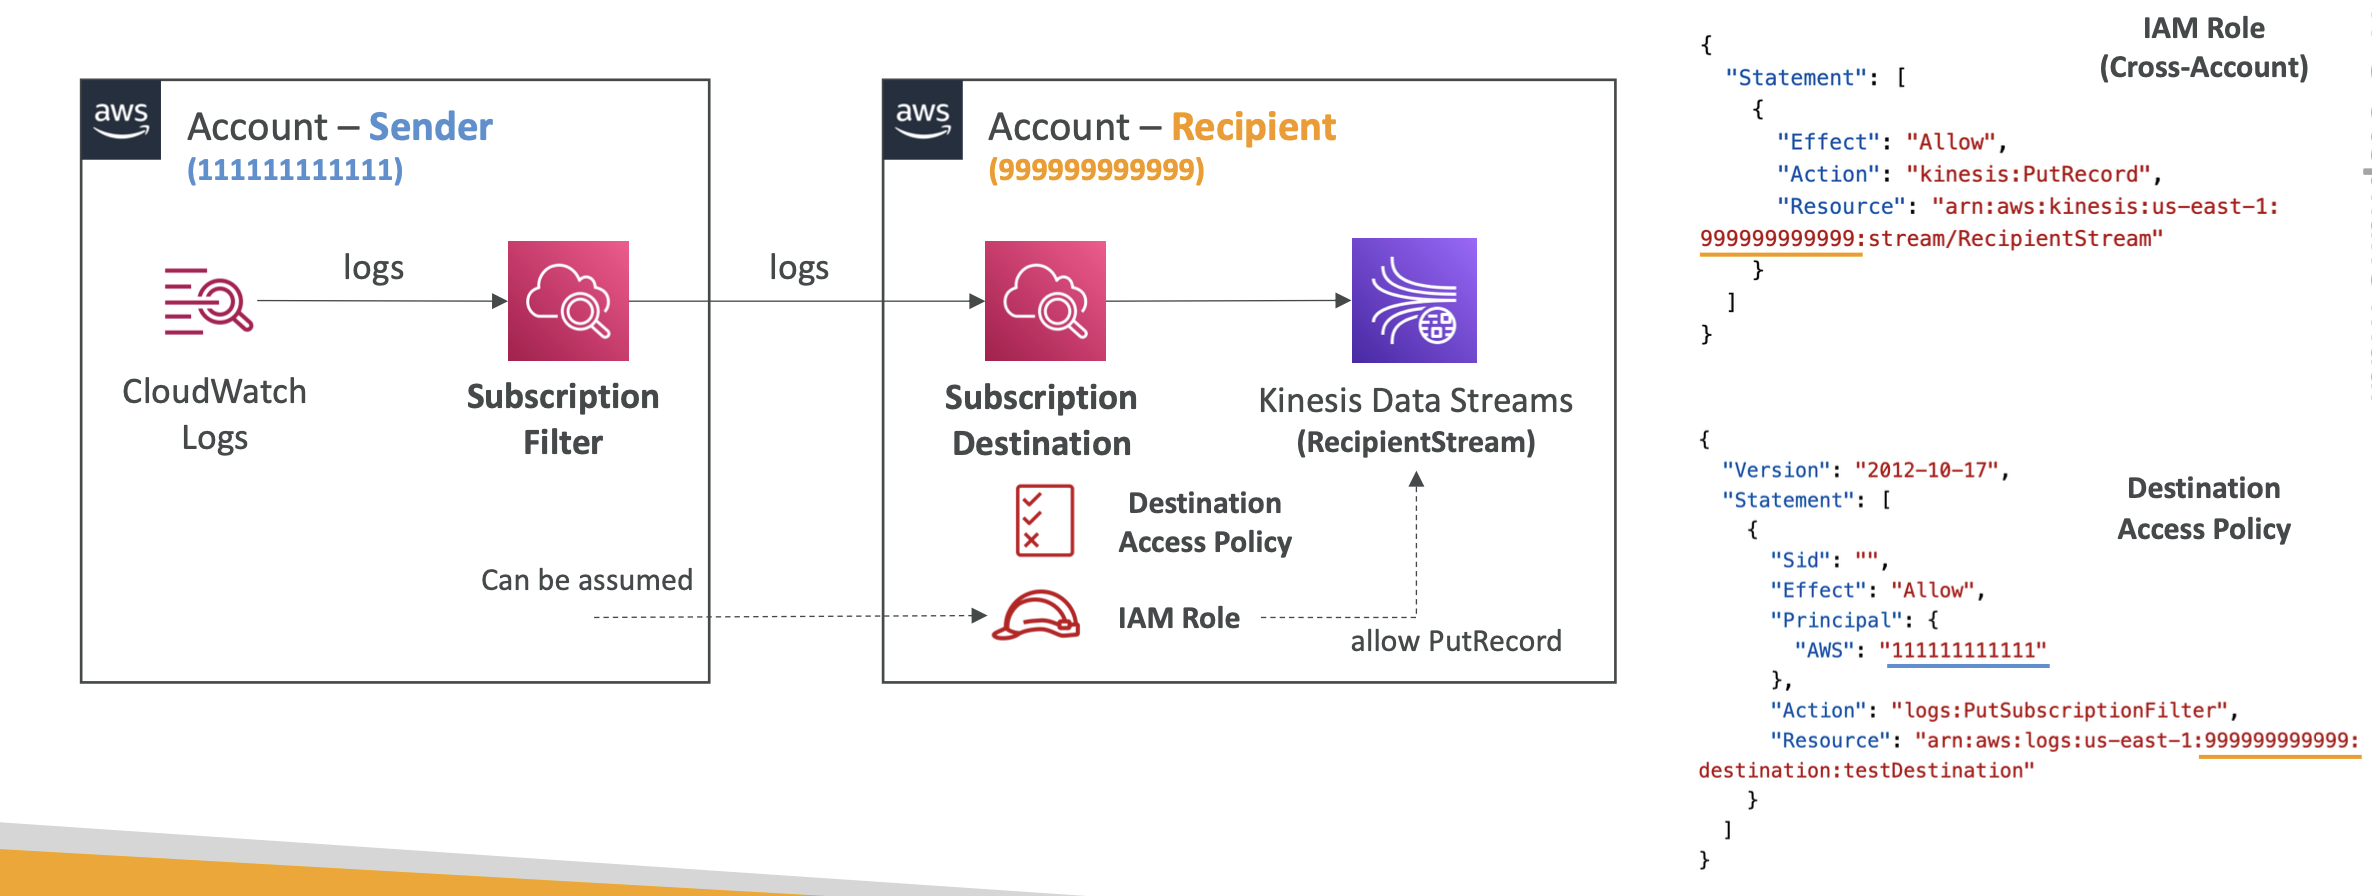 aws
Account – Sender
(111111111111)
logs
CloudWatch
Logs
Subscription
Filter
Can be assumed
logs
aws
Account – Recipient
(999999999999)
Subscription
Destination
Kinesis Data Streams
(RecipientStream)
Destination
Access Policy
IAM Role
allow PutRecord
IAM Role
(Cross-Account)
{
"Statement": [
{
"Effect": "Allow",
"Action": "kinesis:PutRecord",
"Resource": "arn:aws:kinesis:us-east-1:
999999999999:stream/RecipientStream"
}
]
}
Destination
Access Policy
{
"Version": "2012-10-17",
"Statement": [
{
"Sid": "",
"Effect": "Allow",
"Principal": {
"AWS": "111111111111"
},
"Action": "logs:PutSubscriptionFilter",
"Resource": "arn:aws:logs:us-east-1:999999999999:
destination:testDestination"
}
]
}